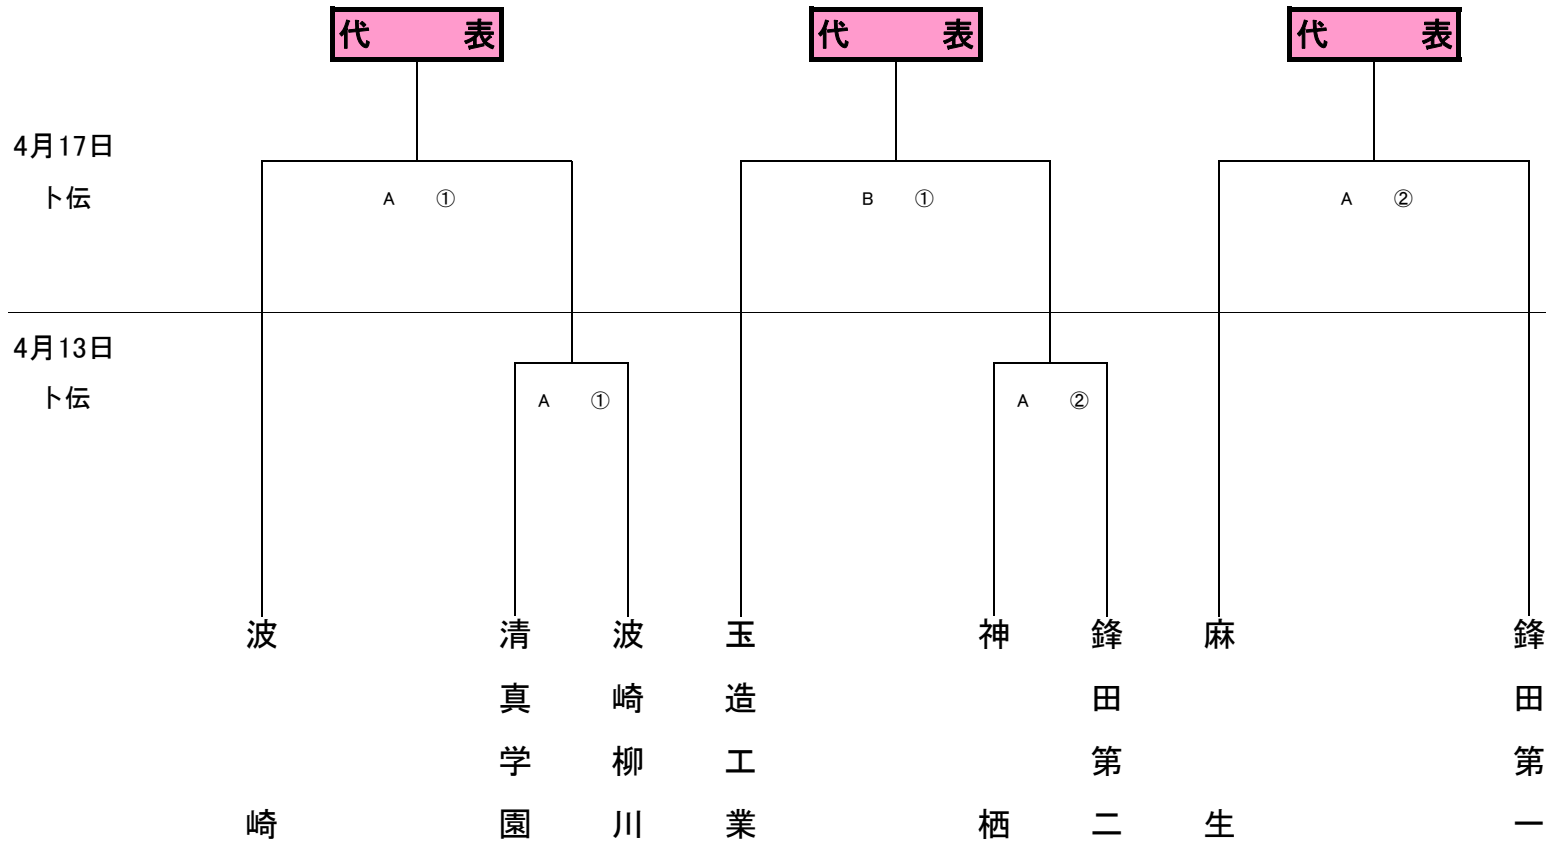 代 表
代 表
代 表
4月17日
卜伝
A ①
B ①
A ②
4月13日
卜伝
A ①
A ②
波崎
清真学園
波崎柳川
玉造工業
神栖
鉾田第二
麻生
鉾田第一